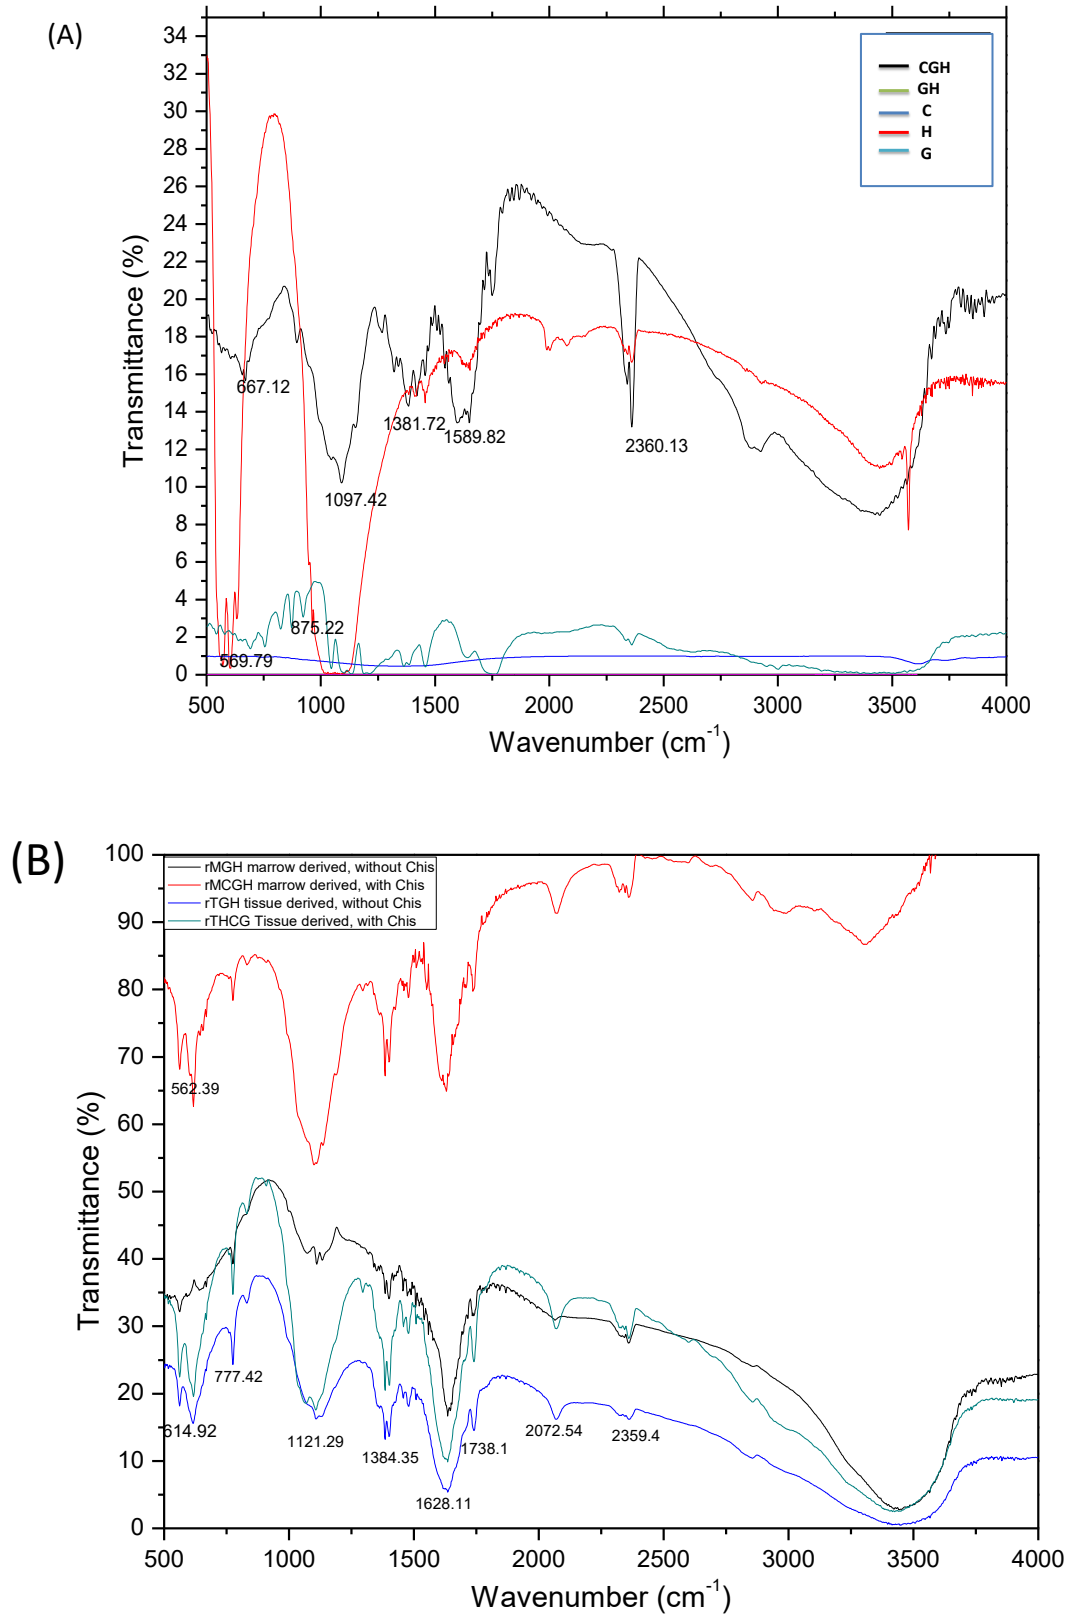 (A)
34
32
30
28
26
24
22
20
18
16
14
12
10
8
6
4
2
0
Transmittance (%)
CGH
GH
C
H
G
667.12
1381.72
1589.82
2360.13
1097.42
875.22
569.79
500 1000 1500 2000 2500 3000 3500 4000
Wavenumber (cm-1)
(B)
100
90
80
70
60
50
40
30
20
10
0
Transmittance (%)
rMGH marrow derived, without Chis
rMCGH marrow derived, with Chis
rTGH tissue derived, without Chis
rTHCG Tissue derived, with Chis
562.39
777.42
614.92
1121.29
1384.35
1738.1
2072.54
2359.4
1628.11
500 1000 1500 2000 2500 3000 3500 4000
Wavenumber (cm-1)